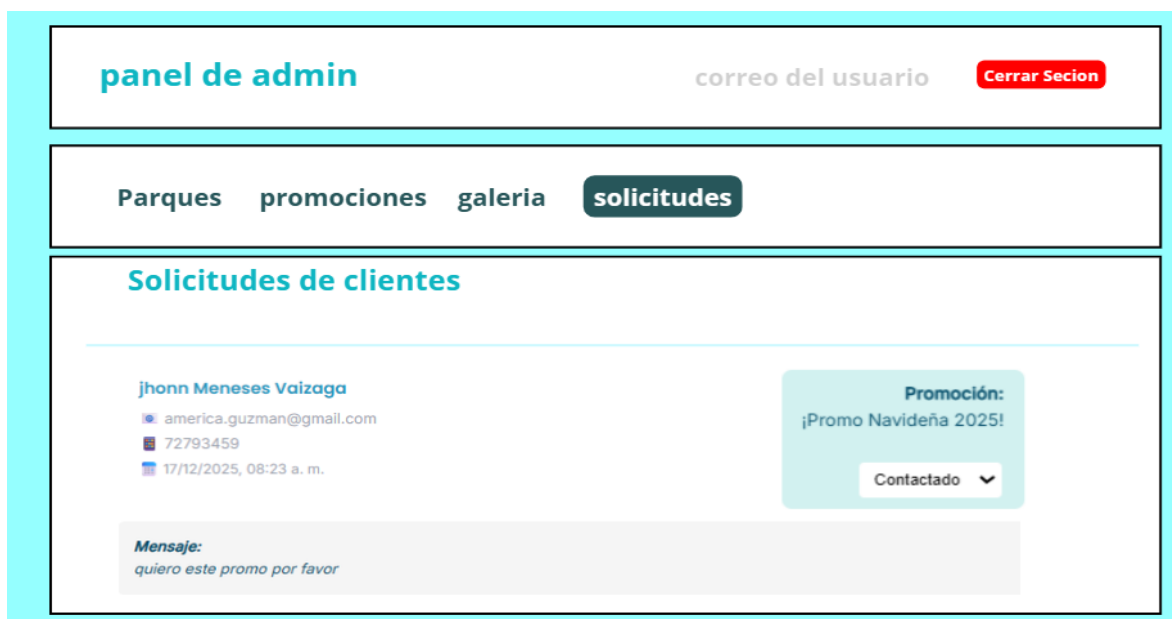 panel de admin
correo del usuario
Cerrar Secion
Parques promociones galeria solicitudes
Solicitudes de clientes
jhonn Meneses Vaizaga
america.guzman@gmail.com
72793459
17/12/2025, 08:23 a. m.
Promoción:
¡Promo Navideña 2025!
Contactado
Mensaje:
quiero este promo por favor